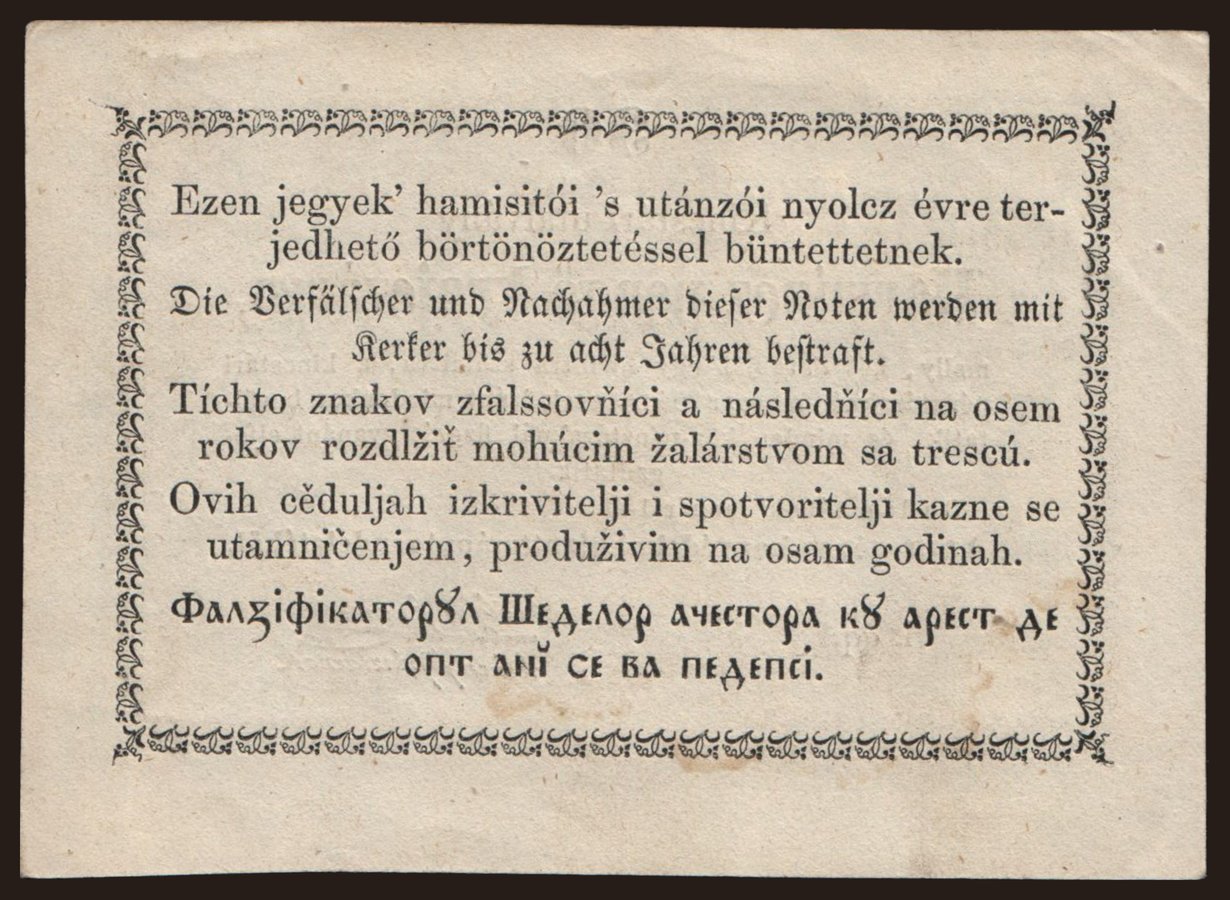 Ezen jegyek’ hamisitói ’s utánzói nyolcz évre ter-
jedhető börtönöztetéssel büntettetnek.
Die Verfälscher und Nachahmer dieser Noten werden mit
Kerker bis zu acht Jahren bestraft.
Tíchto znakov zfalssovňíci a následňíci na osem
rokov rozdlžiť mohúcim žalárstvom sa trescú.
Ovih cěduljah izkrivitelji i spotvoritelji kazne se
utamničenjem, produživim na osam godinah.
Фалꙁіфікаторꙋл Шеделор ачестора кꙋ арест де
опт анĭ се ва педепсі.